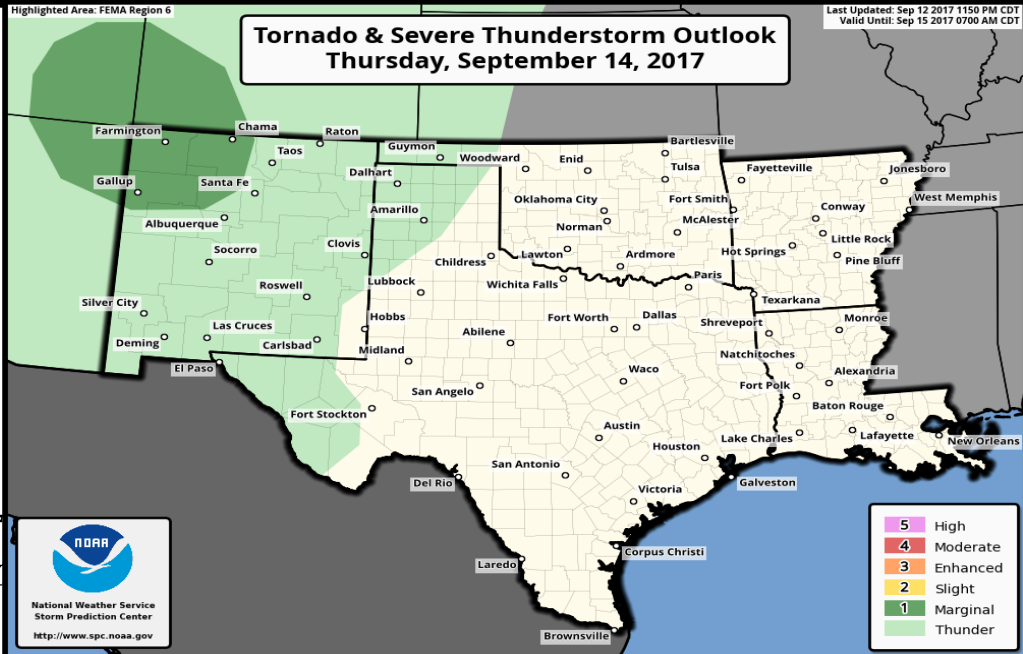 Highlighted Area: FEMA Region 6
Last Updated: Sep 12 2017 1150 PM CDT
Valid Until: Sep 15 2017 0700 AM CDT
Tornado & Severe Thunderstorm Outlook
Thursday, September 14, 2017
Farmington
Chama
Raton
Guymon
Bartlesville
Taos
Woodward
Enid
Tulsa
Fayetteville
Jonesboro
Dalhart
Gallup
Santa Fe
Oklahoma City
Fort Smith
West Memphis
Amarillo
Conway
Albuquerque
McAlester
Norman
Little Rock
Clovis
Socorro
Hot Springs
Childress
Lawton
Ardmore
Pine Bluff
Paris
Lubbock
Wichita Falls
Roswell
Texarkana
Silver City
Hobbs
Fort Worth
Dallas
Shreveport
Monroe
Las Cruces
Abilene
Deming
Carlsbad
Midland
Natchitoches
El Paso
Waco
Alexandria
San Angelo
Fort Polk
Baton Rouge
Fort Stockton
Austin
Lake Charles
Lafayette
New Orleans
Houston
San Antonio
Del Rio
Galveston
Victoria
Corpus Christi
Laredo
Brownsville
NOAA
National Weather Service
Storm Prediction Center
http://www.spc.noaa.gov
5 High
4 Moderate
3 Enhanced
2 Slight
1 Marginal
Thunder